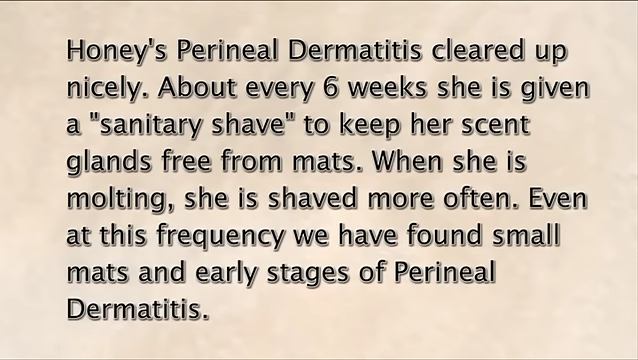 Honey's Perineal Dermatitis cleared up
nicely. About every 6 weeks she is given
a "sanitary shave" to keep her scent
glands free from mats. When she is
molting, she is shaved more often. Even
at this frequency we have found small
mats and early stages of Perineal
Dermatitis.